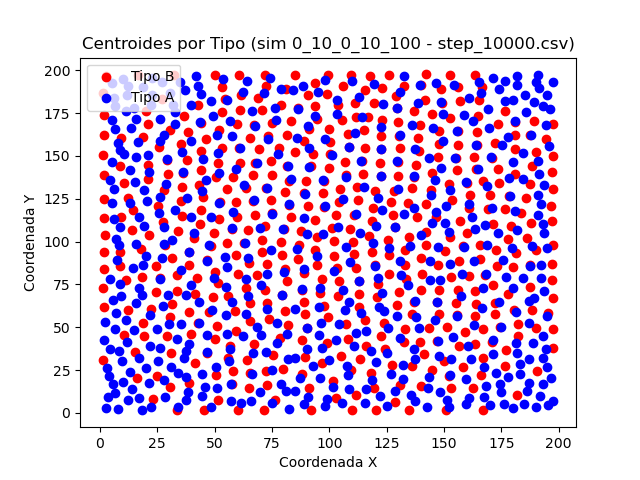 Centroides por Tipo (sim 0_10_0_10_100 - step_10000.csv)
Tipo B
Tipo A
Coordenada Y
200
175
150
125
100
75
50
25
0
0 25 50 75 100 125 150 175 200
Coordenada X